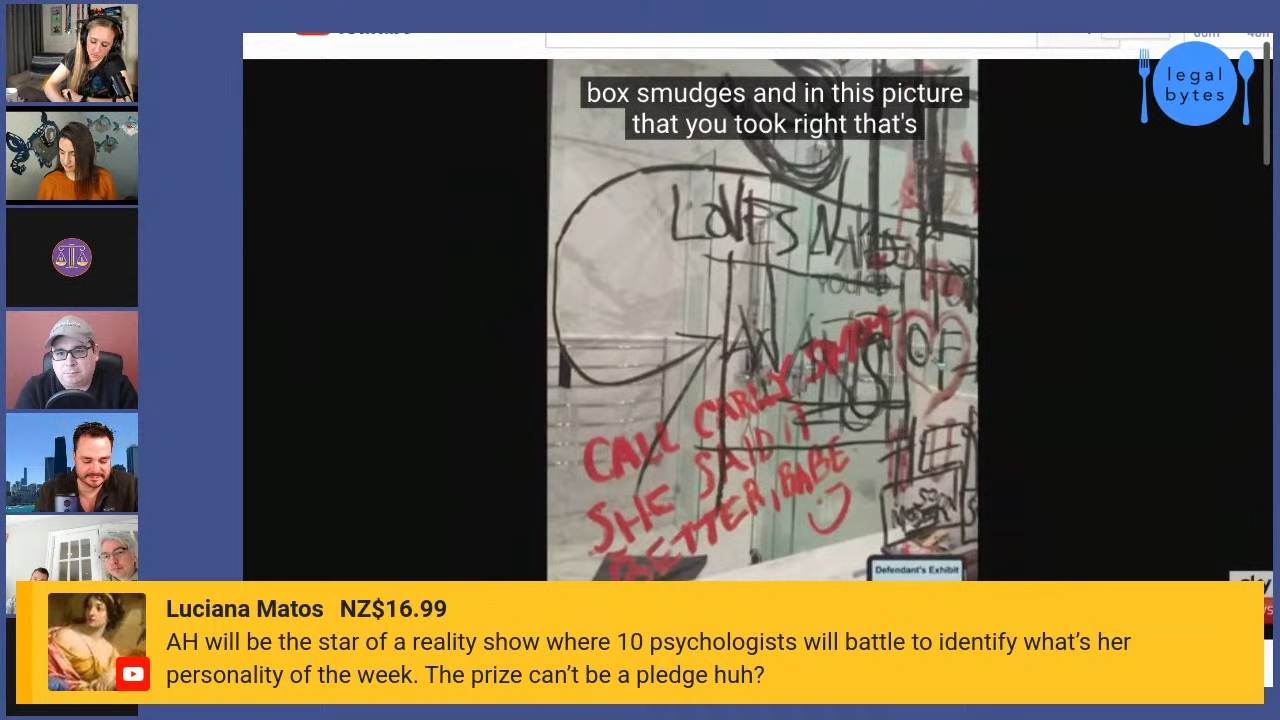 legal
bytes
box smudges and in this picture
that you took right that's
LOVES
CALL CARLY SIMON
SHE SAID IT
BETTER, BABE
Defendant's Exhibit
sky
Luciana Matos NZ$16.99
AH will be the star of a reality show where 10 psychologists will battle to identify what's her
personality of the week. The prize can't be a pledge huh?